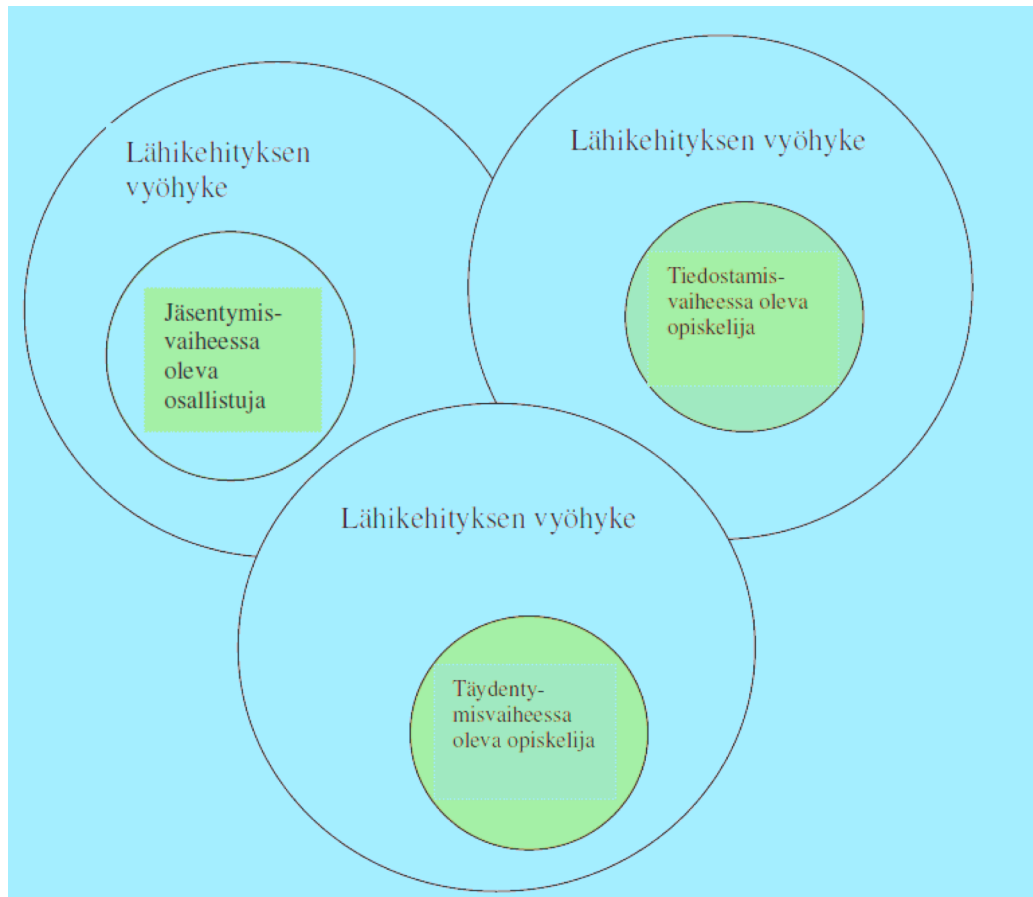 Lähikehityksen
vyöhyke
Jäsentymis-
vaiheessa
oleva
osallistuja
Lähikehityksen vyöhyke
Tiedostamis-
vaiheessa oleva
opiskelija
Lähikehityksen vyöhyke
Täydenty-
misvaiheessa
oleva opiskelija